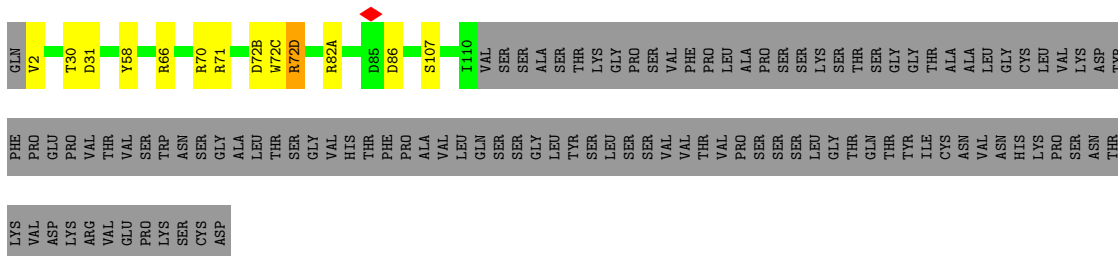 GLN V2 T30 D31 Y58 R66 R70 R71 D72B W72C R72D R82A D85 D86 S107 I110 VAL SER SER ALA SER THR LYS GLY PRO SER VAL PHE PRO LEU ALA PRO SER SER LYS SER THR SER GLY GLY THR ALA ALA LEU GLY CYS LEU VAL LYS ASP TYR
PHE PRO GLU PRO VAL THR VAL SER TRP ASN SER GLY ALA LEU THR SER GLY VAL HIS THR PHE PRO ALA VAL LEU GLN SER SER GLY LEU TYR SER LEU SER SER VAL VAL THR VAL PRO SER SER SER LEU GLY THR GLN THR TYR ILE CYS ASN VAL ASN HIS LYS PRO SER ASN THR
LYS VAL ASP LYS ARG VAL GLU PRO LYS SER CYS ASP